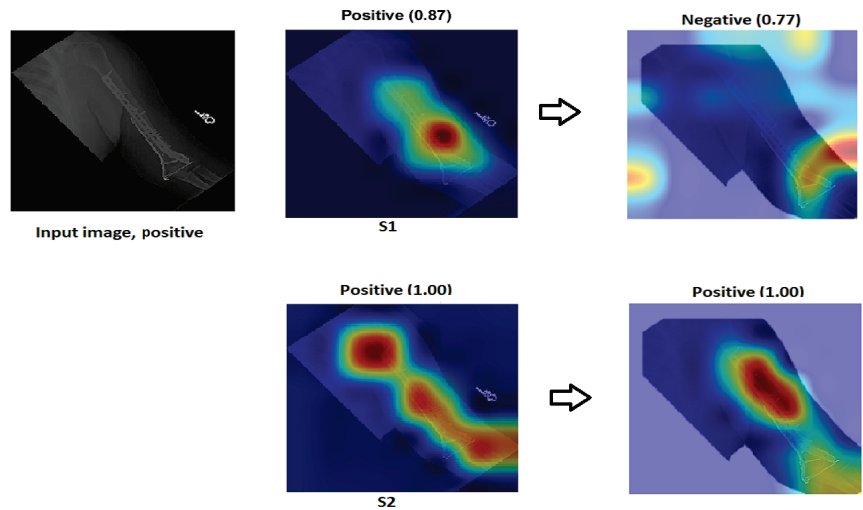 Positive (0.87)
Negative (0.77)
Input image, positive
S1
Positive (1.00)
Positive (1.00)
S2